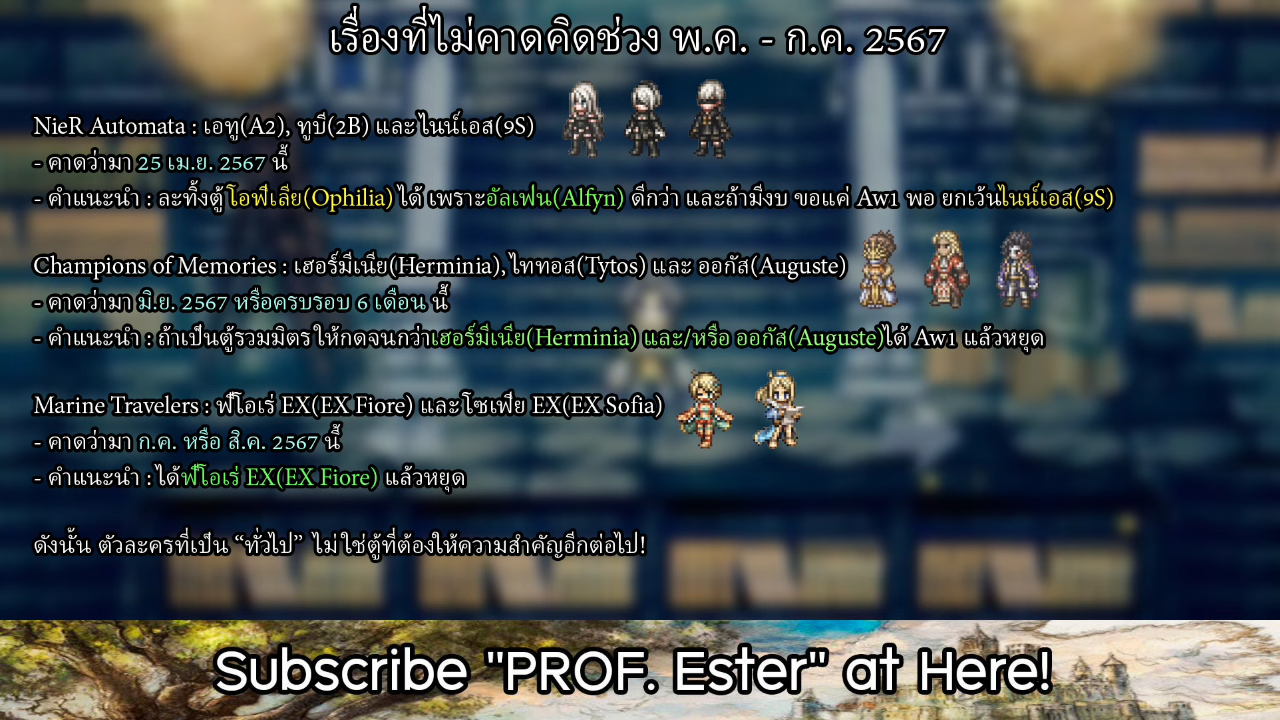 เรื่องที่ไม่คาดคิดช่วง พ.ค. - ก.ค. 2567
NieR Automata : เอทู(A2), ทูบี(2B) และไนน์เอส(9S)
- คาดว่ามา 25 เม.ย. 2567 นี้
- คำแนะนำ : ละทิ้งตู้โอฟีเลีย(Ophilia)ได้ เพราะอัลเฟน(Alfyn) ดีกว่า และถ้ามีงบ ขอแค่ Aw1 พอ ยกเว้นไนน์เอส(9S)
Champions of Memories : เฮอร์มีเนีย(Herminia), ไททอส(Tytos) และ ออกัส(Auguste)
- คาดว่ามา มิ.ย. 2567 หรือครบรอบ 6 เดือน นี้
- คำแนะนำ : ถ้าเป็นตู้รวมมิตร ให้กดจนกว่าเฮอร์มีเนีย(Herminia) และ/หรือ ออกัส(Auguste)ได้ Aw1 แล้วหยุด
Marine Travelers : ฟีโอเร่ EX(EX Fiore) และโซเฟีย EX(EX Sofia)
- คาดว่ามา ก.ค. หรือ สิ.ค. 2567 นี้
- คำแนะนำ : ได้ฟีโอเร่ EX(EX Fiore) แล้วหยุด
ดังนั้น ตัวละครที่เป็น “ทั่วไป” ไม่ใช่ตู้ที่ต้องให้ความสำคัญอีกต่อไป!
Subscribe "PROF. Ester" at Here!